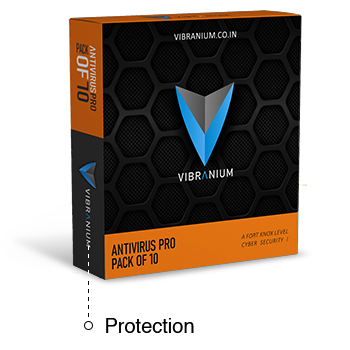 VIBRANIUM.CO.IN
ANTIVIRUS PRO
PACK
OF 10
VIBRANIUM
VIBRANIUM
ANTIVIRUS PRO
PACK OF 10
A FORT KNOX LEVEL
CYBER SECURITY |
Protection